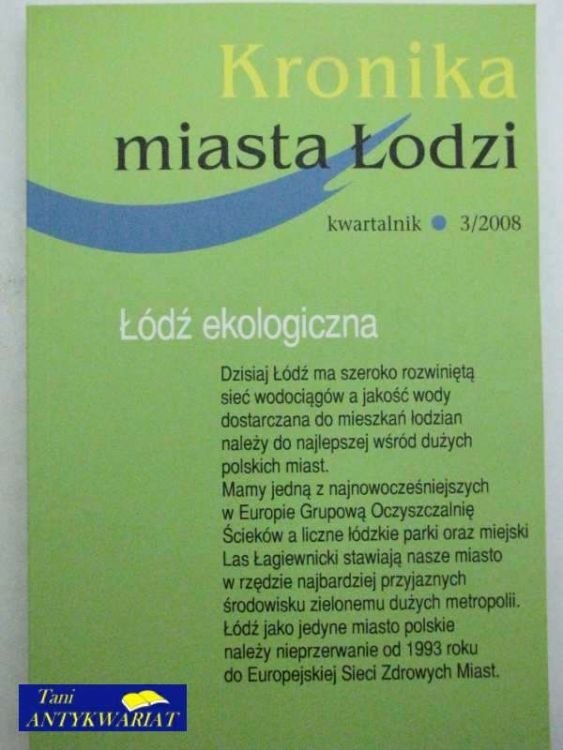 Kronika
miasta Łodzi
kwartalnik • 3/2008
Łódź ekologiczna
Dzisiaj Łódź ma szeroko rozwiniętą
sieć wodociągów a jakość wody
dostarczana do mieszkań łodzian
należy do najlepszej wśród dużych
polskich miast.
Mamy jedną z najnowocześniejszych
w Europie Grupową Oczyszczalnię
Ścieków a liczne łódzkie parki oraz miejski
Las Łagiewnicki stawiają nasze miasto
w rzędzie najbardziej przyjaznych
środowisku zielonemu dużych metropolii.
Łódź jako jedyne miasto polskie
należy nieprzerwanie od 1993 roku
do Europejskiej Sieci Zdrowych Miast.
Tani
ANTYKWARIAT